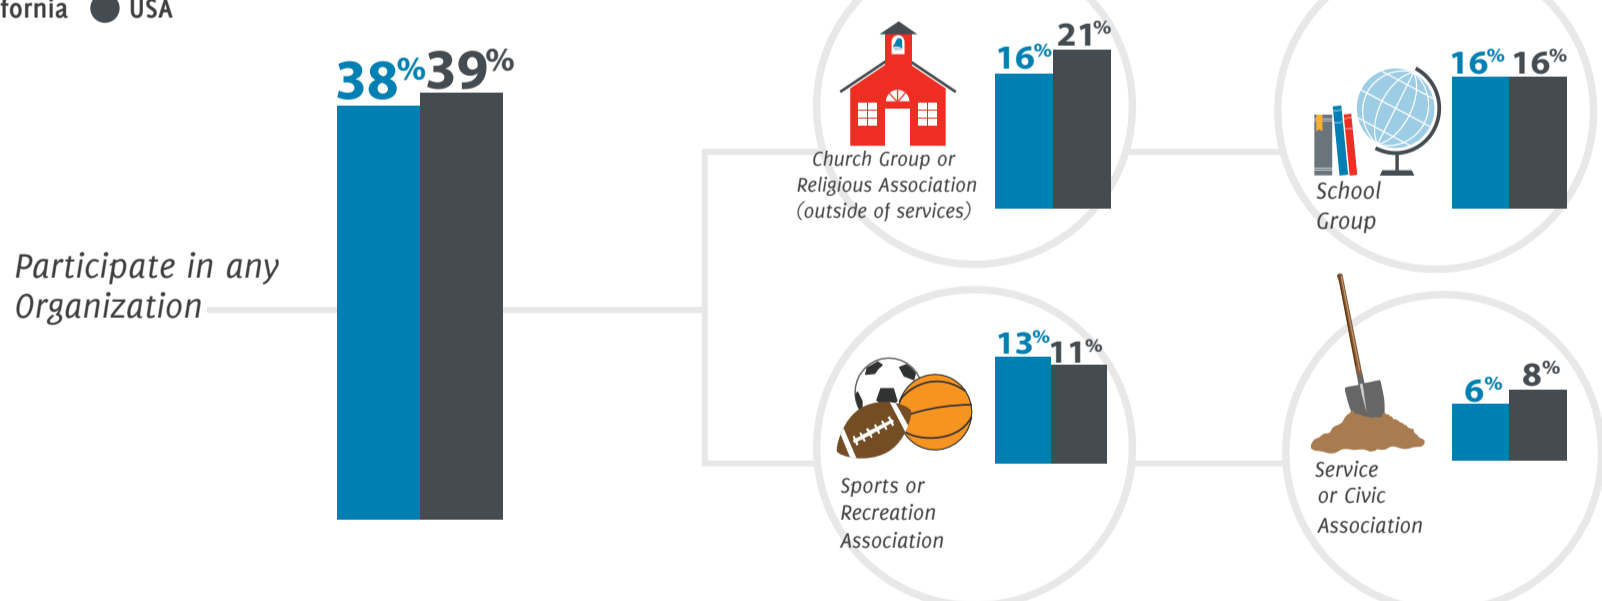 fornia USA
38% 39%
Participate in any
Organization
16% 21%
Church Group or
Religious Association
(outside of services)
16% 16%
School
Group
13% 11%
Sports or
Recreation
Association
6% 8%
Service
or Civic
Association